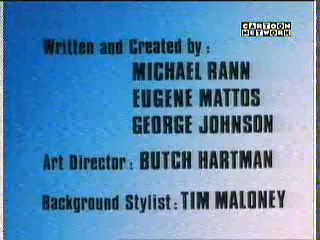 CARTOON
NETWORK
Written and Created by:
MICHAEL RANN
EUGENE MATTOS
GEORGE JOHNSON
Art Director: BUTCH HARTMAN
Background Stylist: TIM MALONEY